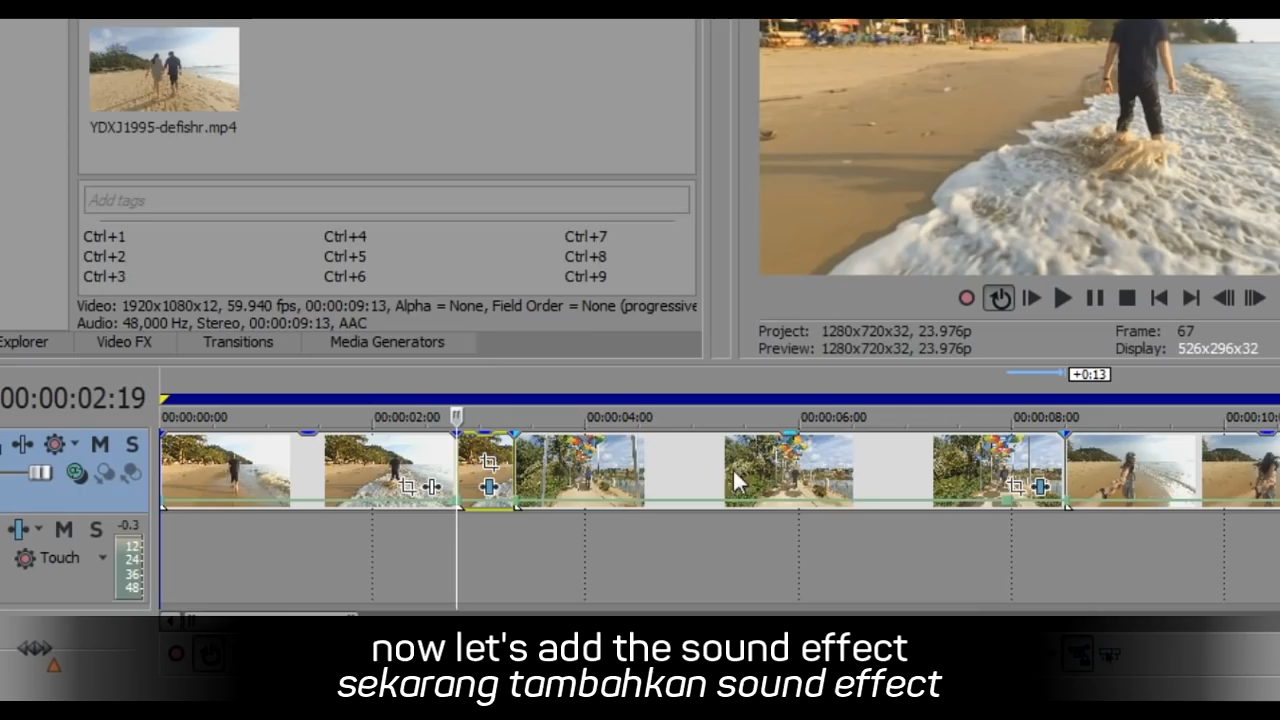 YDXJ1995-defishr.mp4
Add tags
Ctrl+1 Ctrl+4 Ctrl+7
Ctrl+2 Ctrl+5 Ctrl+8
Ctrl+3 Ctrl+6 Ctrl+9
Video: 1920x1080x12, 59.940 fps, 00:00:09:13, Alpha = None, Field Order = None (progressive
Audio: 48,000 Hz, Stereo, 00:00:09:13, AAC
Explorer Video FX Transitions Media Generators
Project: 1280x720x32, 23.976p Frame: 67
Preview: 1280x720x32, 23.976p Display: 526x296x32
+0:13
00:00:02:19
00:00:00:00 00:00:02:00 00:00:04:00 00:00:06:00 00:00:08:00 00:00:10:
M S
M S -0.3
12
Touch 24
36
48
now let's add the sound effect
sekarang tambahkan sound effect